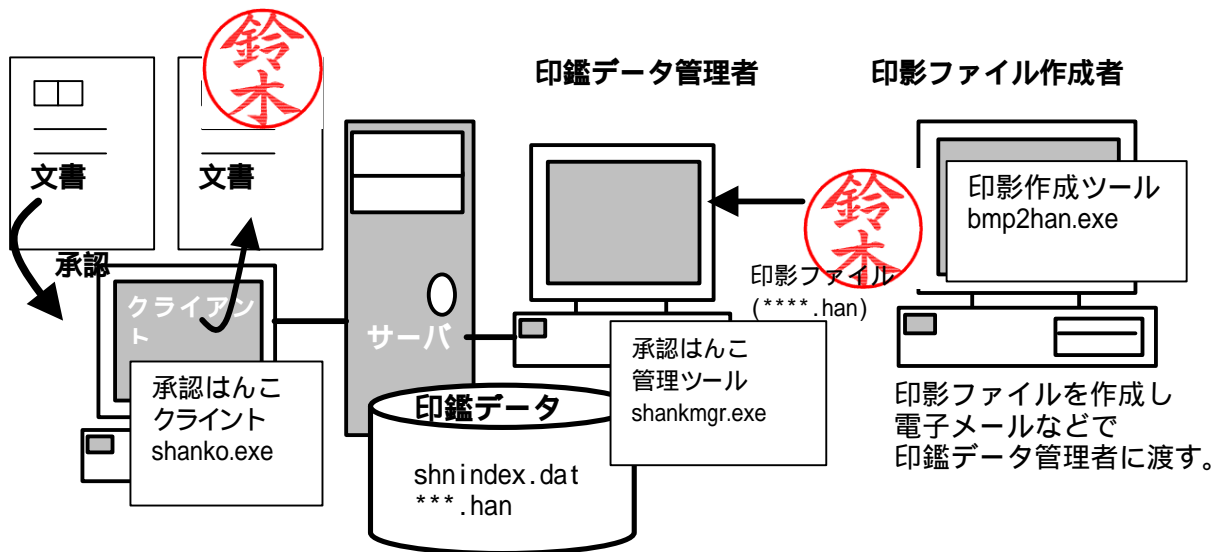 鈴木
文書
文書
承認
クライアン
ト
承認はんこ
クライント
shanko.exe
サーバ
印鑑データ
shnindex.dat
***.han
印鑑データ管理者
承認はんこ
管理ツール
shankmgr.exe
鈴木
印影ファイル
(****.han)
印影ファイル作成者
印影作成ツール
bmp2han.exe
印影ファイルを作成し
電子メールなどで
印鑑データ管理者に渡す。